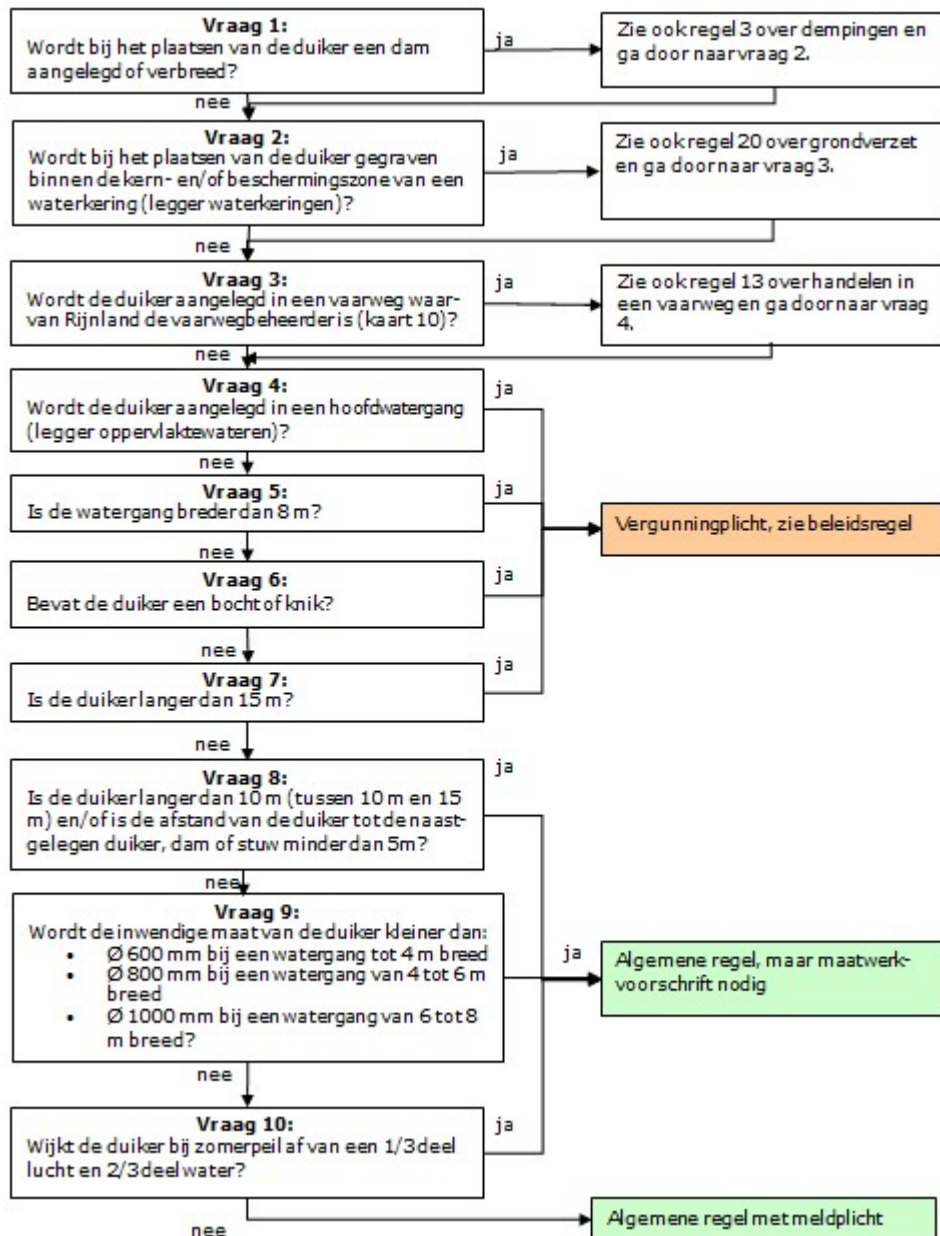 Vraag 1:
Wordt bij het plaatsen van de duiker een dam
aangelegd of verbreed?
ja
Zie ook regel 3 over dempingen en
ga door naar vraag 2.
nee
Vraag 2:
Wordt bij het plaatsen van de duiker gegraven
binnen de kern- en/of beschermingszone van een
waterkering (legger waterkeringen)?
ja
Zie ook regel 20 over grondverzet
en ga door naar vraag 3.
nee
Vraag 3:
Wordt de duiker aangelegd in een vaarweg waar-
van Rijnland de vaarwegbeheerder is (kaart 10)?
ja
Zie ook regel 13 over handelen in
een vaarweg en ga door naar vraag
4.
nee
Vraag 4:
Wordt de duiker aangelegd in een hoofdwatergang
(legger oppervlaktewateren)?
ja
nee
Vraag 5:
Is de watergang breder dan 8 m?
ja
Vergunningplicht, zie beleidsregel
nee
Vraag 6:
Bevat de duiker een bocht of knik?
ja
nee
Vraag 7:
Is de duiker langer dan 15 m?
ja
nee
Vraag 8:
Is de duiker langer dan 10 m (tussen 10 m en 15
m) en/of is de afstand van de duiker tot de naast-
gelegen duiker, dam of stuw minder dan 5m?
ja
nee
Vraag 9:
Wordt de inwendige maat van de duiker kleiner dan:
• Ø 600 mm bij een watergang tot 4 m breed
• Ø 800 mm bij een watergang van 4 tot 6 m
breed
• Ø 1000 mm bij een watergang van 6 tot 8
m breed?
ja
Algemene regel, maar maatwerk-
voorschrift nodig
nee
Vraag 10:
Wijkt de duiker bij zomerpeil af van een 1/3 deel
lucht en 2/3 deel water?
ja
nee
Algemene regel met meldplicht